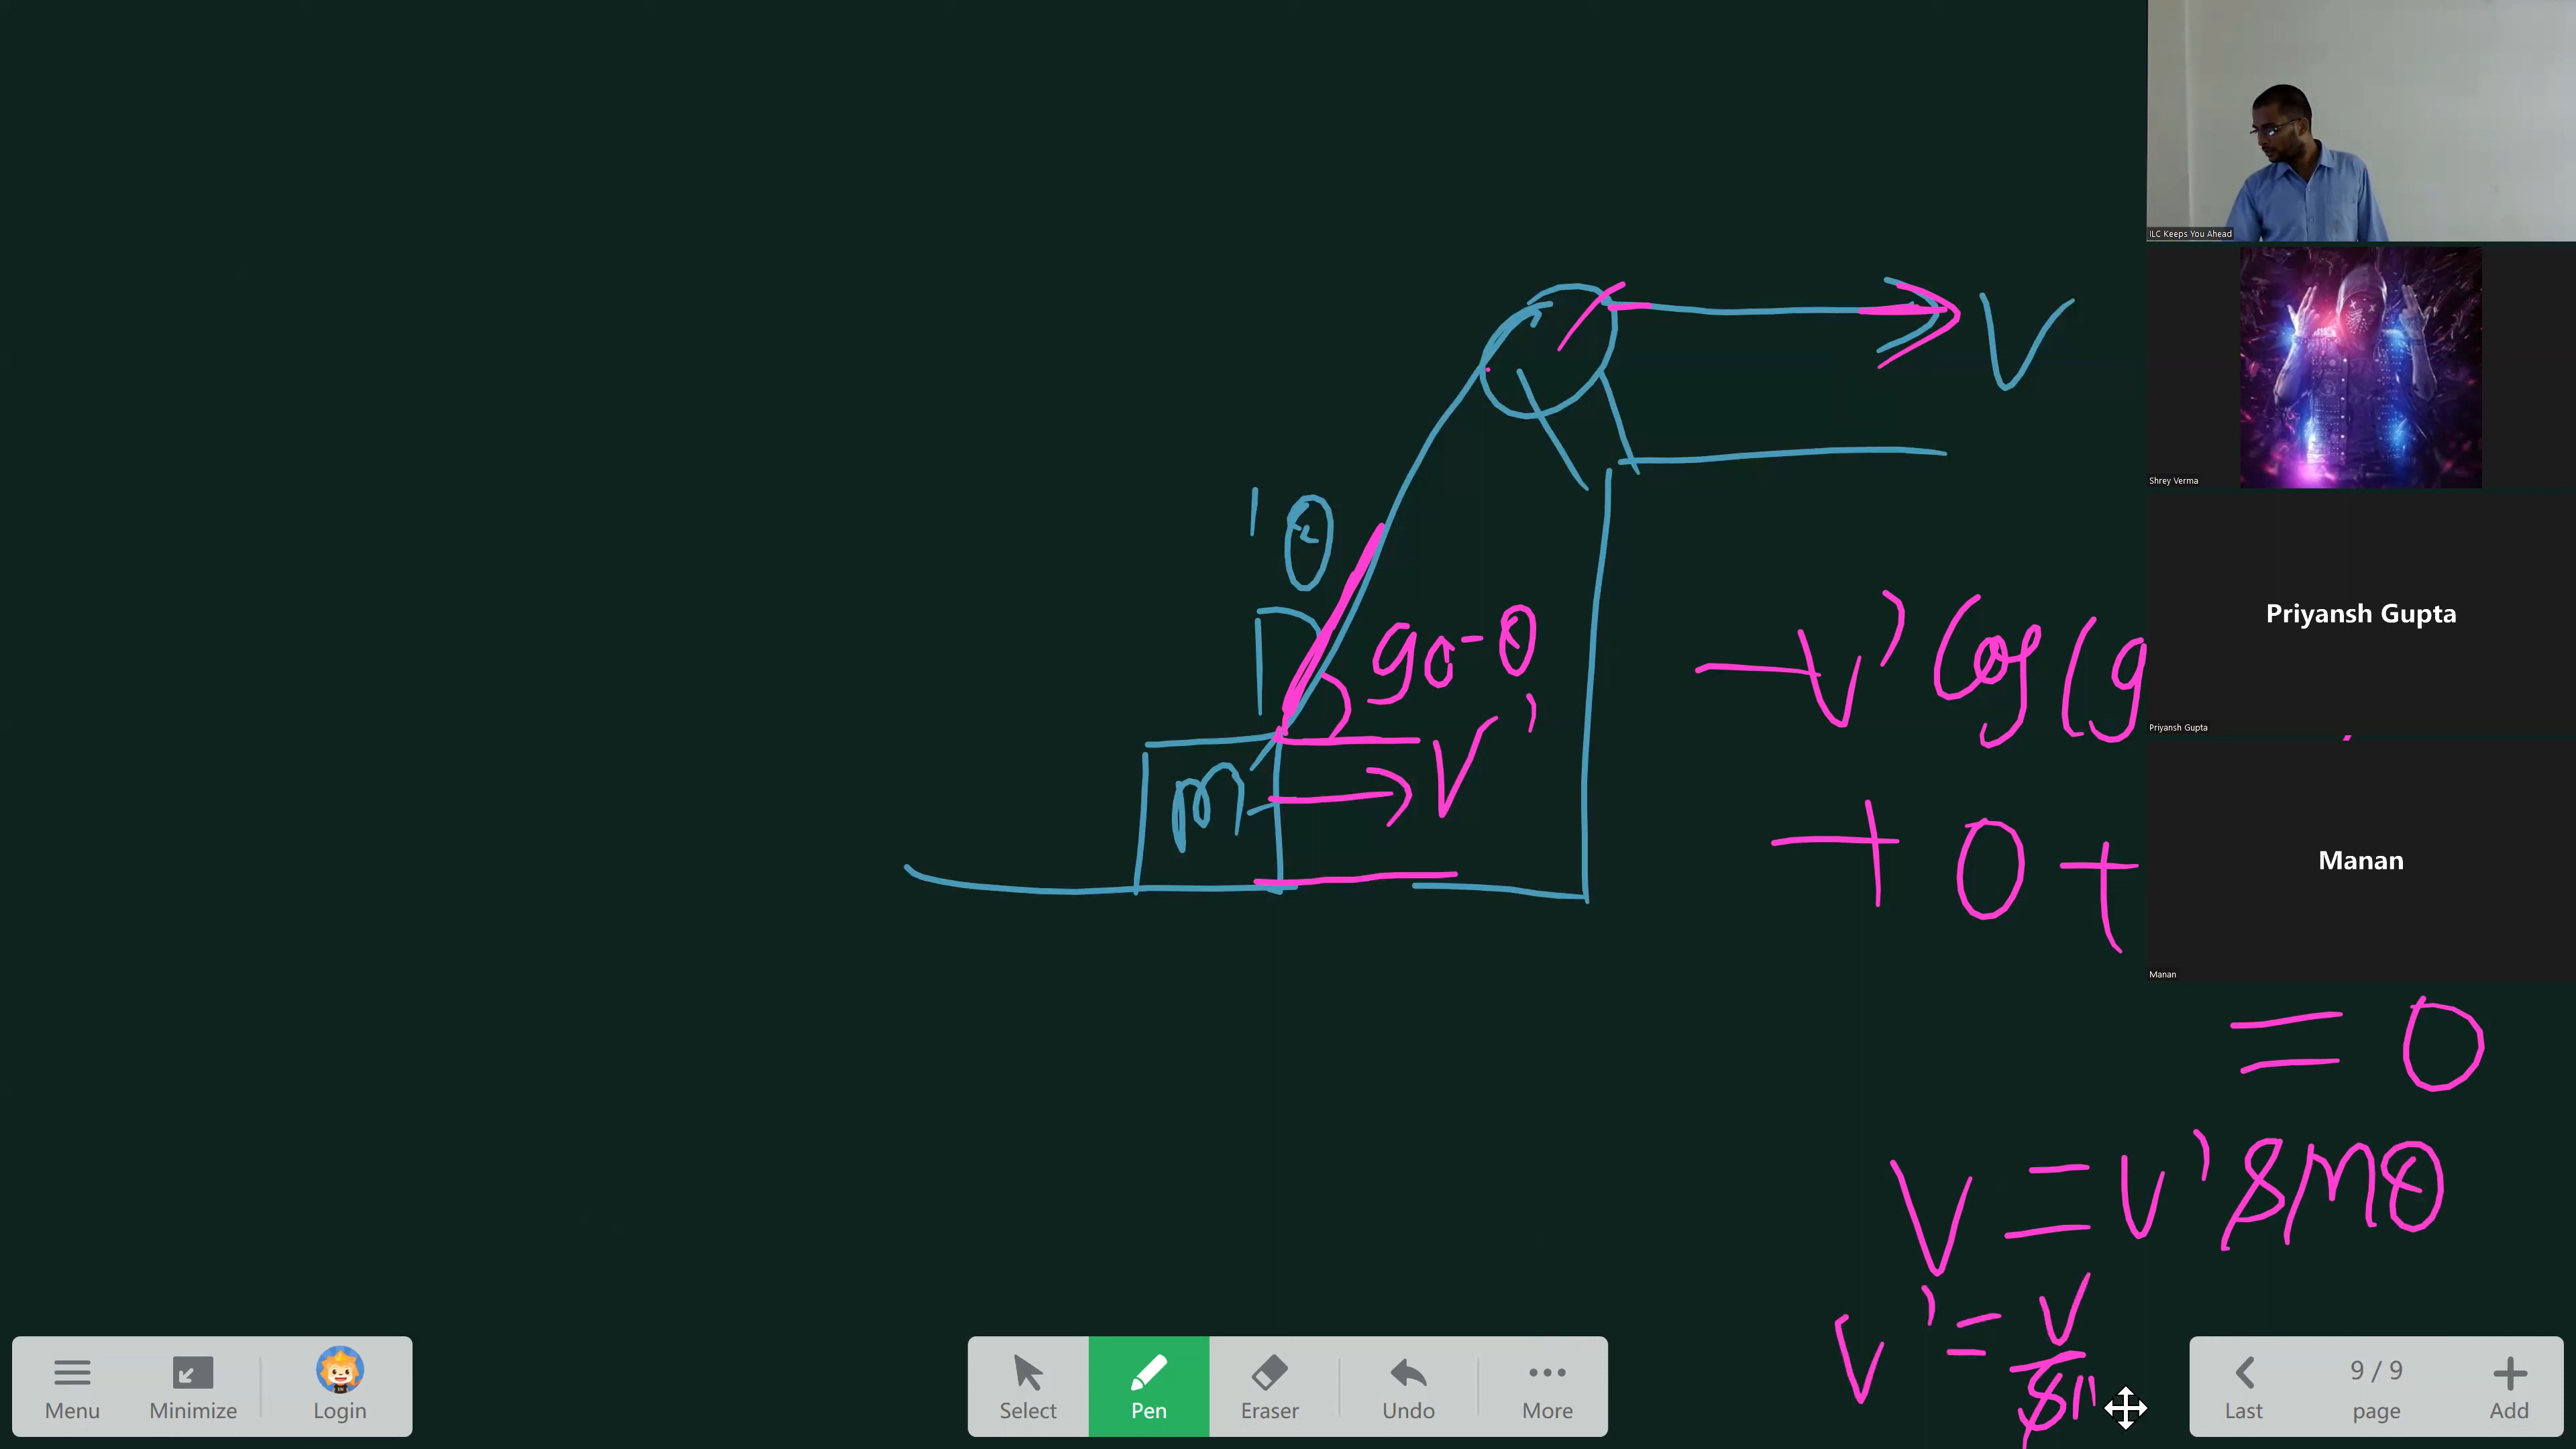 ILC Keeps You Ahead
V
Shrey Verma
θ
90-θ
-V' Cos(9
Priyansh Gupta
Priyansh Gupta
V'
m
+ 0 +
Manan
Manan
= 0
V = V' sinθ
V' = V
Sin
Menu
Minimize
Login
Select
Pen
Eraser
Undo
More
Last
9 / 9
page
Add